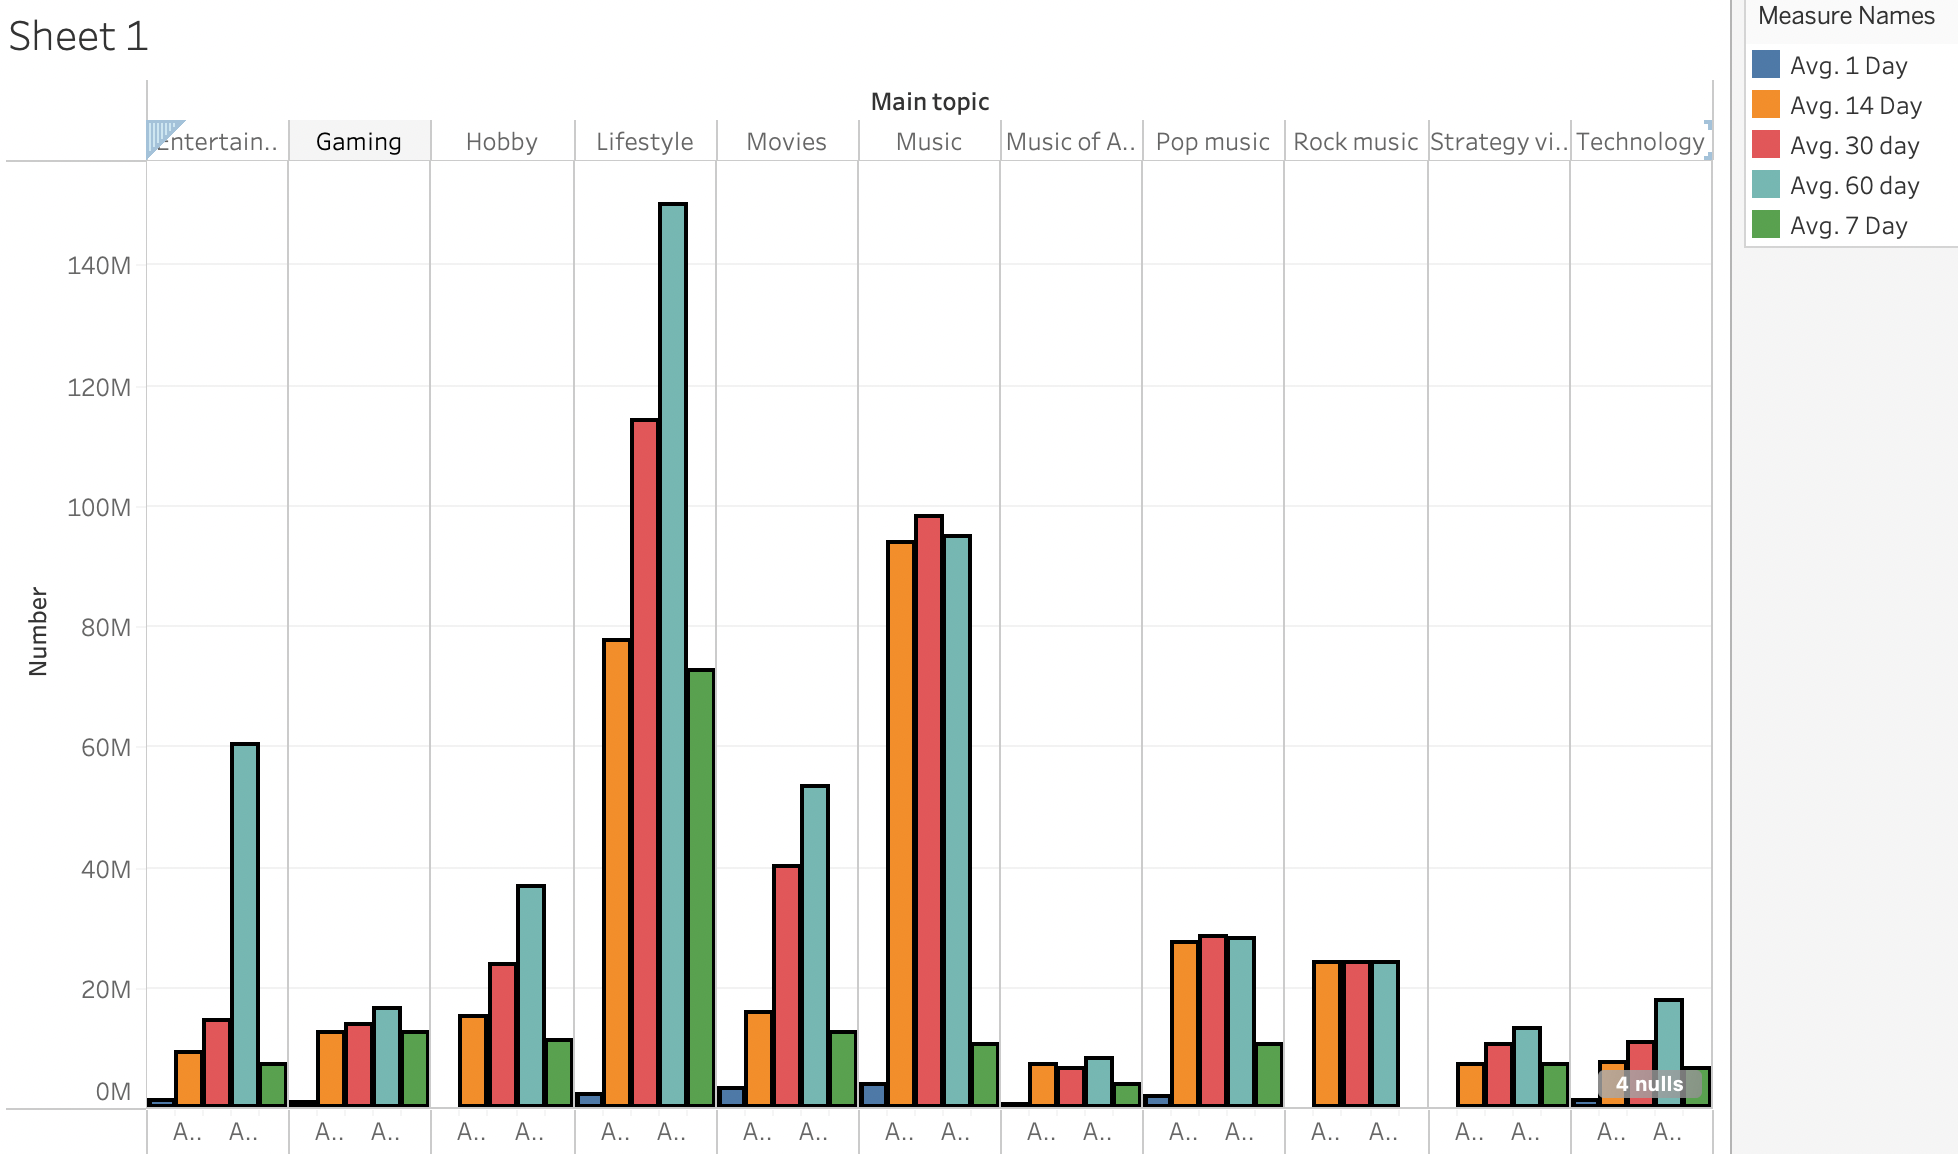 Sheet 1
Main topic
Entertain.. Gaming Hobby Lifestyle Movies Music Music of A.. Pop music Rock music Strategy vi.. Technology
140M
120M
100M
80M
60M
40M
20M
0M
Number
4 nulls
A.. A.. A.. A.. A.. A.. A.. A.. A.. A.. A.. A.. A.. A.. A.. A.. A.. A.. A.. A.. A.. A..
Measure Names
Avg. 1 Day
Avg. 14 Day
Avg. 30 day
Avg. 60 day
Avg. 7 Day